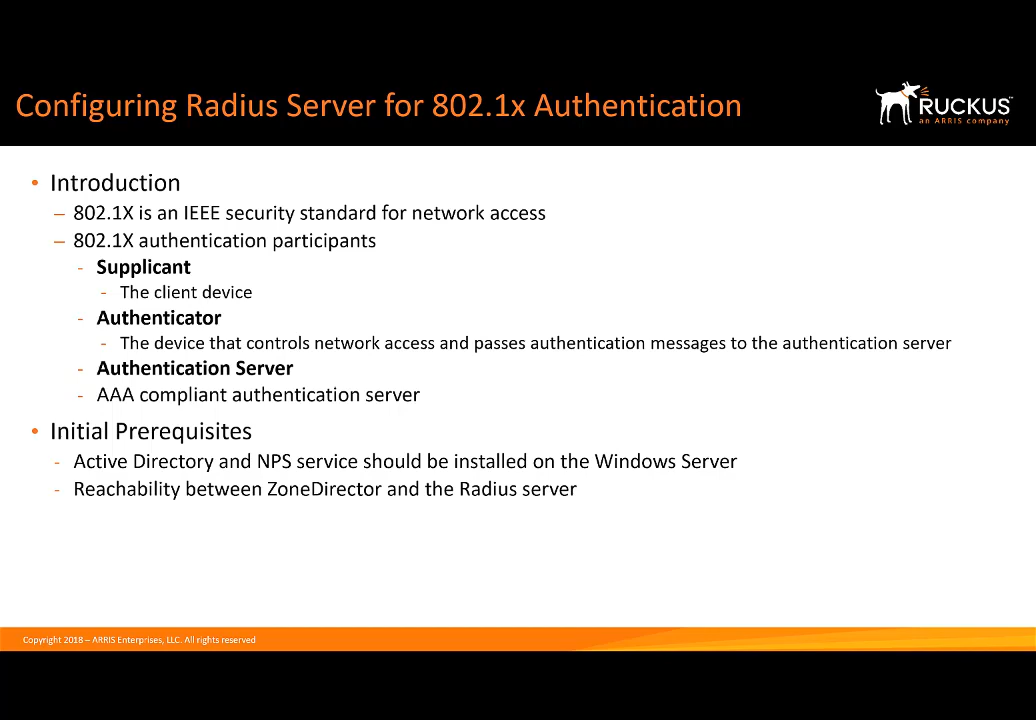 Configuring Radius Server for 802.1x Authentication
RUCKUS™
an ARRIS company
• Introduction
– 802.1X is an IEEE security standard for network access
– 802.1X authentication participants
- Supplicant
- The client device
- Authenticator
- The device that controls network access and passes authentication messages to the authentication server
- Authentication Server
- AAA compliant authentication server
• Initial Prerequisites
- Active Directory and NPS service should be installed on the Windows Server
- Reachability between ZoneDirector and the Radius server
Copyright 2018 – ARRIS Enterprises, LLC. All rights reserved